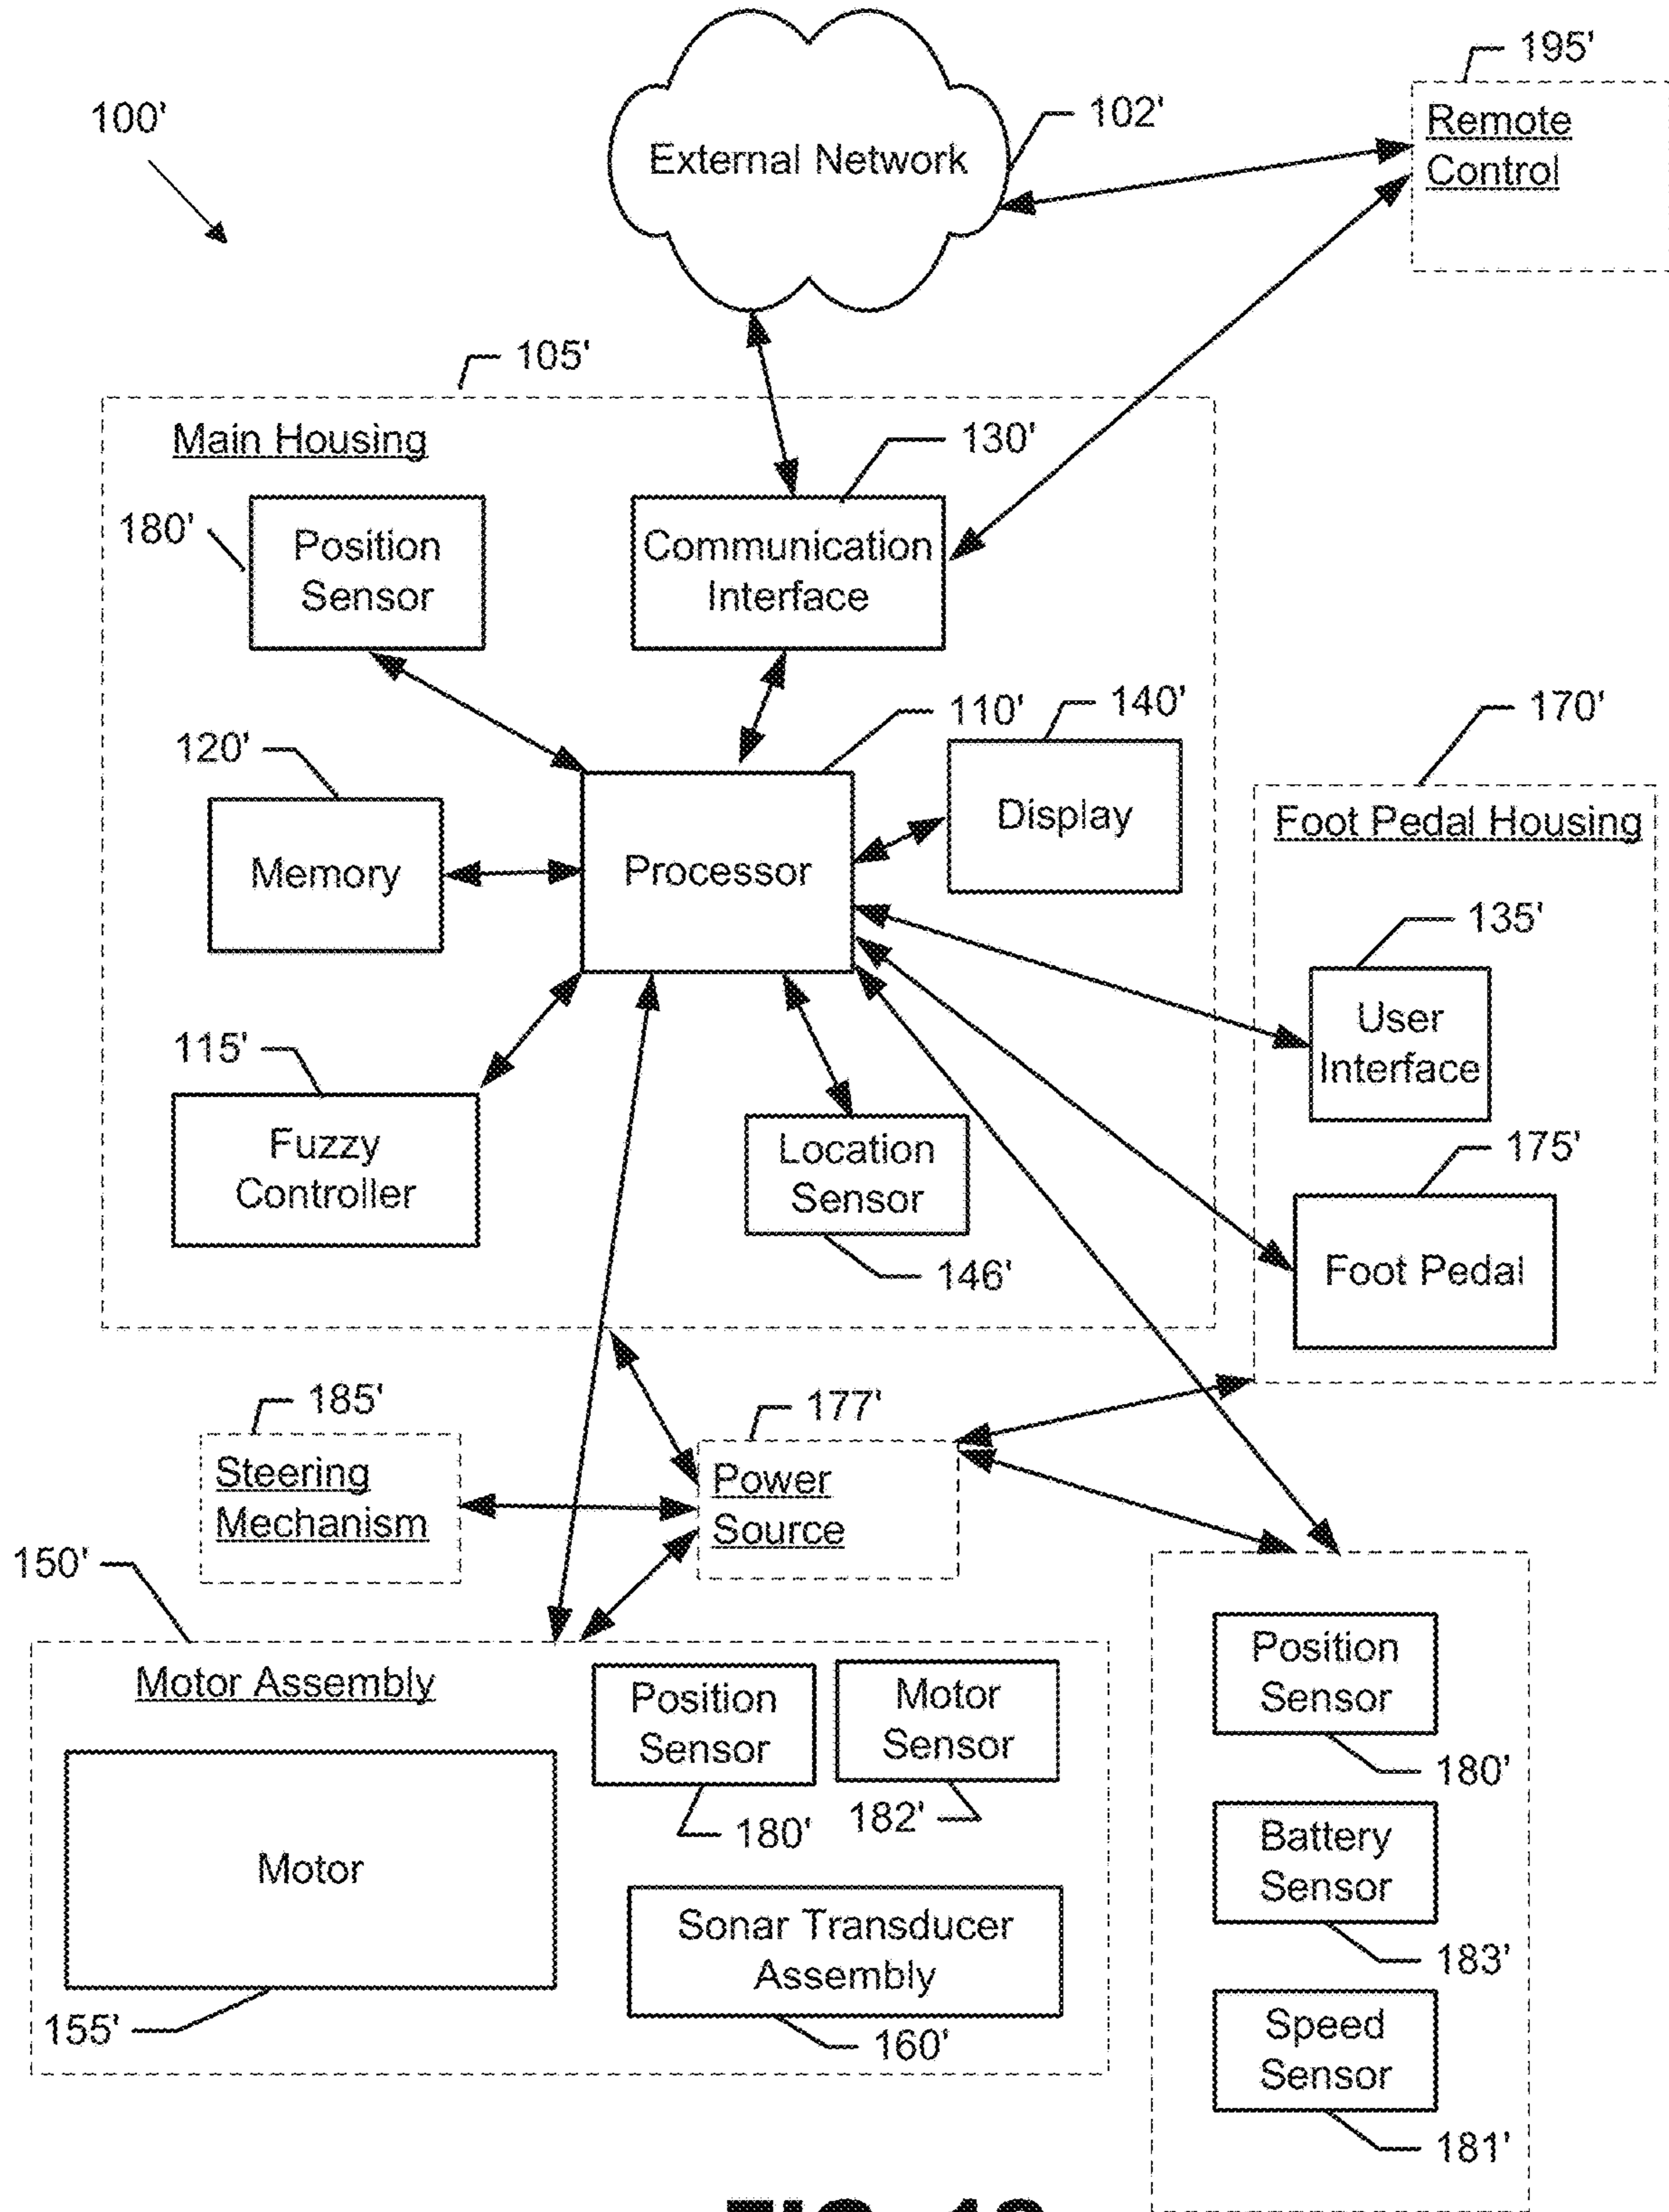 100'
External Network
102'
195'
Remote
Control
105'
Main Housing
130'
180'
Position
Sensor
Communication
Interface
110'
140'
170'
120'
Memory
Processor
Display
Foot Pedal Housing
135'
User
Interface
115'
Fuzzy
Controller
Location
Sensor
146'
175'
Foot Pedal
185'
Steering
Mechanism
177'
Power
Source
150'
Motor Assembly
Position
Sensor
180'
Motor
Sensor
182'
Motor
155'
Sonar Transducer
Assembly
160'
Position
Sensor
180'
Battery
Sensor
183'
Speed
Sensor
181'